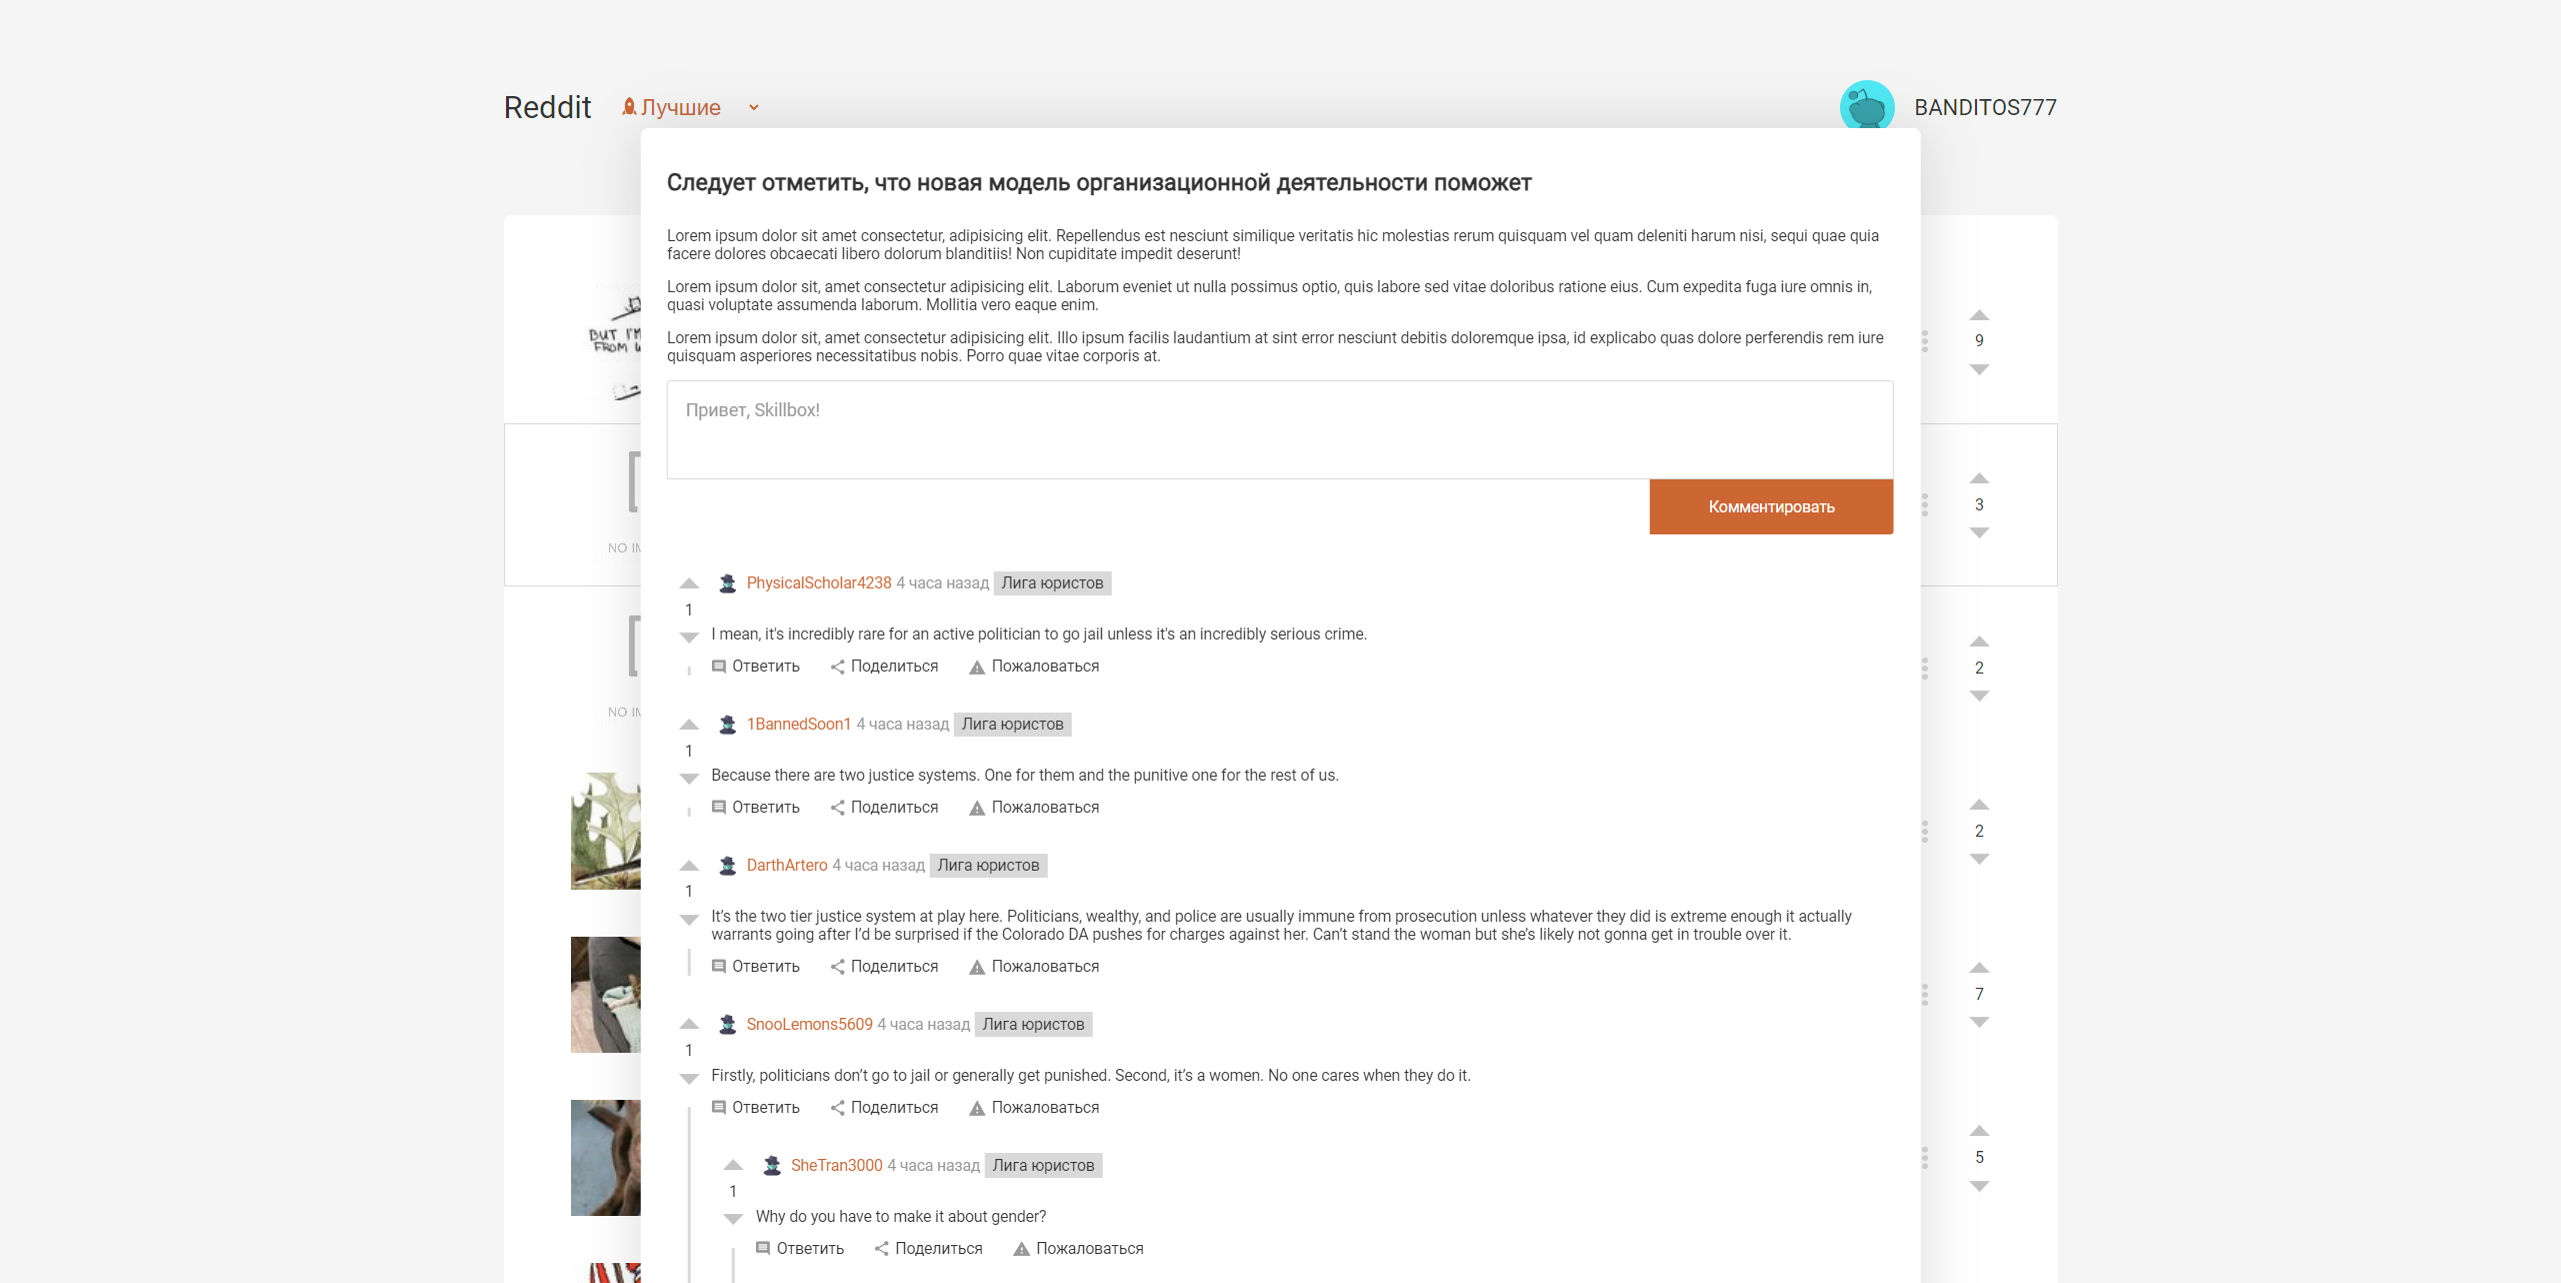 Reddit
Лучшие
BANDITOS777
Следует отметить, что новая модель организационной деятельности поможет
Lorem ipsum dolor sit amet consectetur, adipisicing elit. Repellendus est nesciunt similique veritatis hic molestias rerum quisquam vel quam deleniti harum nisi, sequi quae quia
facere dolores obcaecati libero dolorum blanditiis! Non cupiditate impedit deserunt!
Lorem ipsum dolor sit, amet consectetur adipisicing elit. Laborum eveniet ut nulla possimus optio, quis labore sed vitae doloribus ratione eius. Cum expedita fuga iure omnis in,
quasi voluptate assumenda laborum. Mollitia vero eaque enim.
Lorem ipsum dolor sit, amet consectetur adipisicing elit. Illo ipsum facilis laudantium at sint error nesciunt debitis doloremque ipsa, id explicabo quas dolore perferendis rem iure
quisquam asperiores necessitatibus nobis. Porro quae vitae corporis at.
Привет, Skillbox!
Комментировать
PhysicalScholar4238 4 часа назад Лига юристов
1
I mean, it's incredibly rare for an active politician to go jail unless it's an incredibly serious crime.
Ответить Поделиться Пожаловаться
1BannedSoon1 4 часа назад Лига юристов
1
Because there are two justice systems. One for them and the punitive one for the rest of us.
Ответить Поделиться Пожаловаться
DarthArtero 4 часа назад Лига юристов
1
It’s the two tier justice system at play here. Politicians, wealthy, and police are usually immune from prosecution unless whatever they did is extreme enough it actually
warrants going after I’d be surprised if the Colorado DA pushes for charges against her. Can’t stand the woman but she’s likely not gonna get in trouble over it.
Ответить Поделиться Пожаловаться
SnooLemons5609 4 часа назад Лига юристов
1
Firstly, politicians don’t go to jail or generally get punished. Second, it’s a women. No one cares when they do it.
Ответить Поделиться Пожаловаться
SheTran3000 4 часа назад Лига юристов
1
Why do you have to make it about gender?
Ответить Поделиться Пожаловаться
BUT I'M
FROM
NO
NO
9
3
2
2
7
5